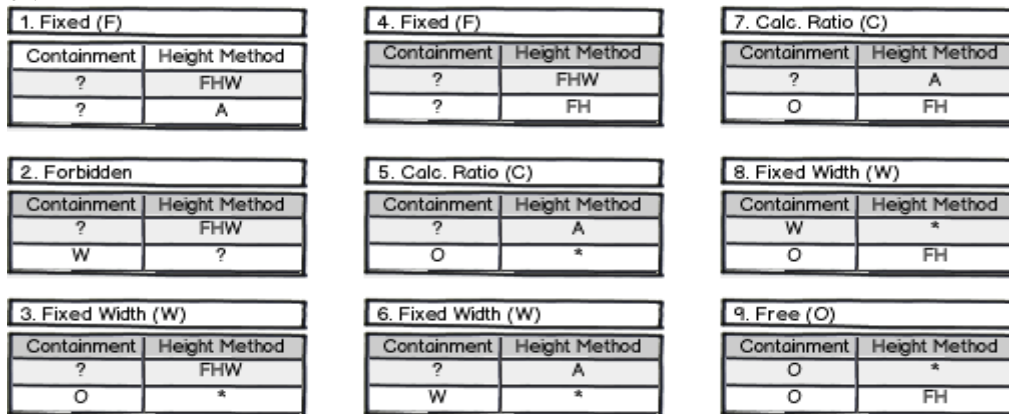 1. Fixed (F)
Containment Height Method
? FHW
? A
2. Forbidden
Containment Height Method
? FHW
W ?
3. Fixed Width (W)
Containment Height Method
? FHW
O *
4. Fixed (F)
Containment Height Method
? FHW
? FH
5. Calc. Ratio (C)
Containment Height Method
? A
O *
6. Fixed Width (W)
Containment Height Method
? A
W *
7. Calc. Ratio (C)
Containment Height Method
? A
O FH
8. Fixed Width (W)
Containment Height Method
W *
O FH
9. Free (O)
Containment Height Method
O *
O FH